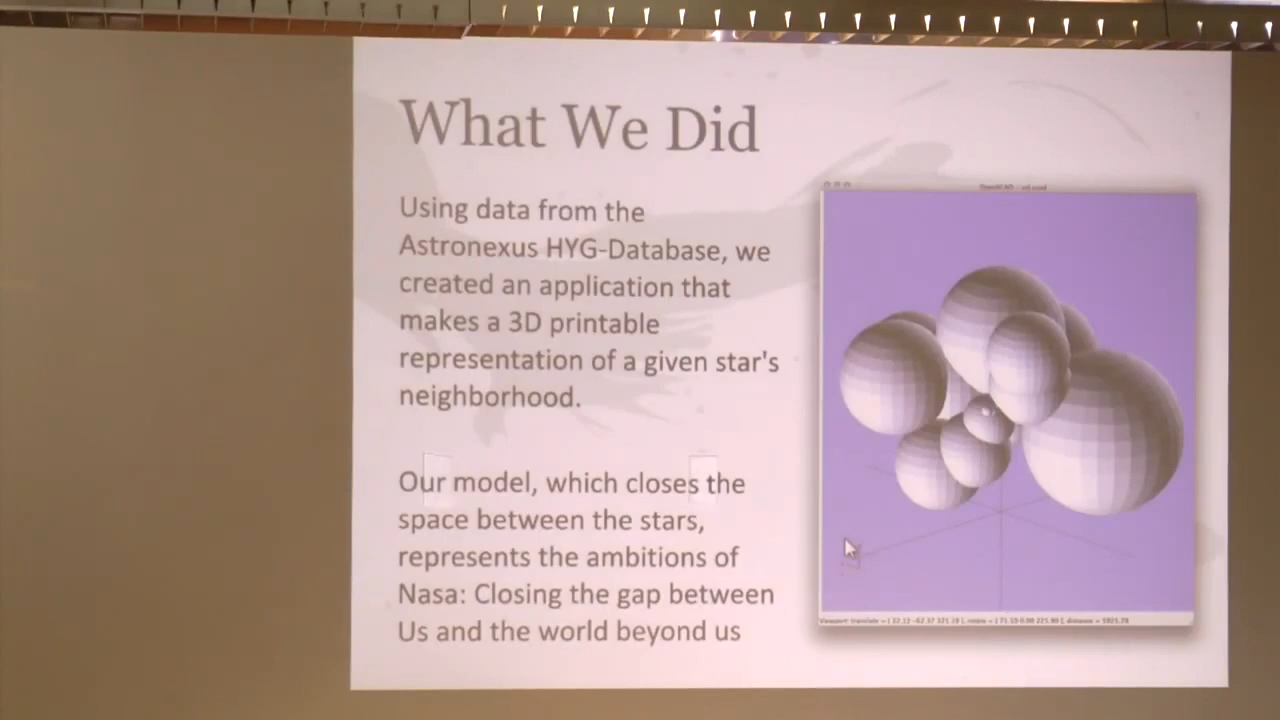 What We Did
Using data from the
Astronexus HYG-Database, we
created an application that
makes a 3D printable
representation of a given star's
neighborhood.
Our model, which closes the
space between the stars,
represents the ambitions of
Nasa: Closing the gap between
Us and the world beyond us